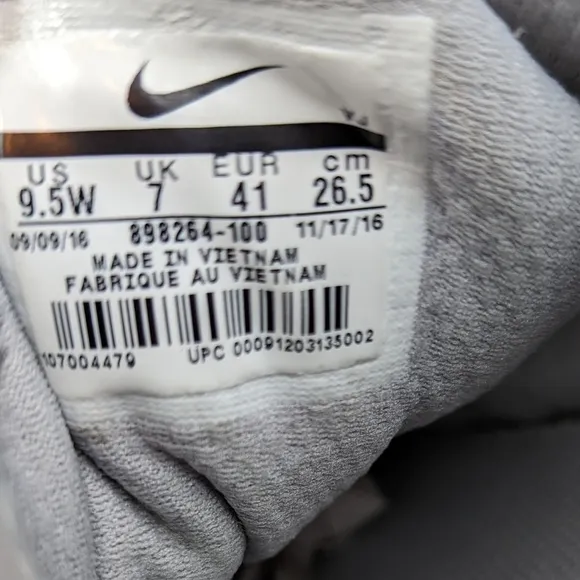 US UK EUR cm
9.5W 7 41 26.5
09/09/16 898264-100 11/17/16
MADE IN VIETNAM
FABRIQUE AU VIETNAM
107004479 UPC 00091203135002